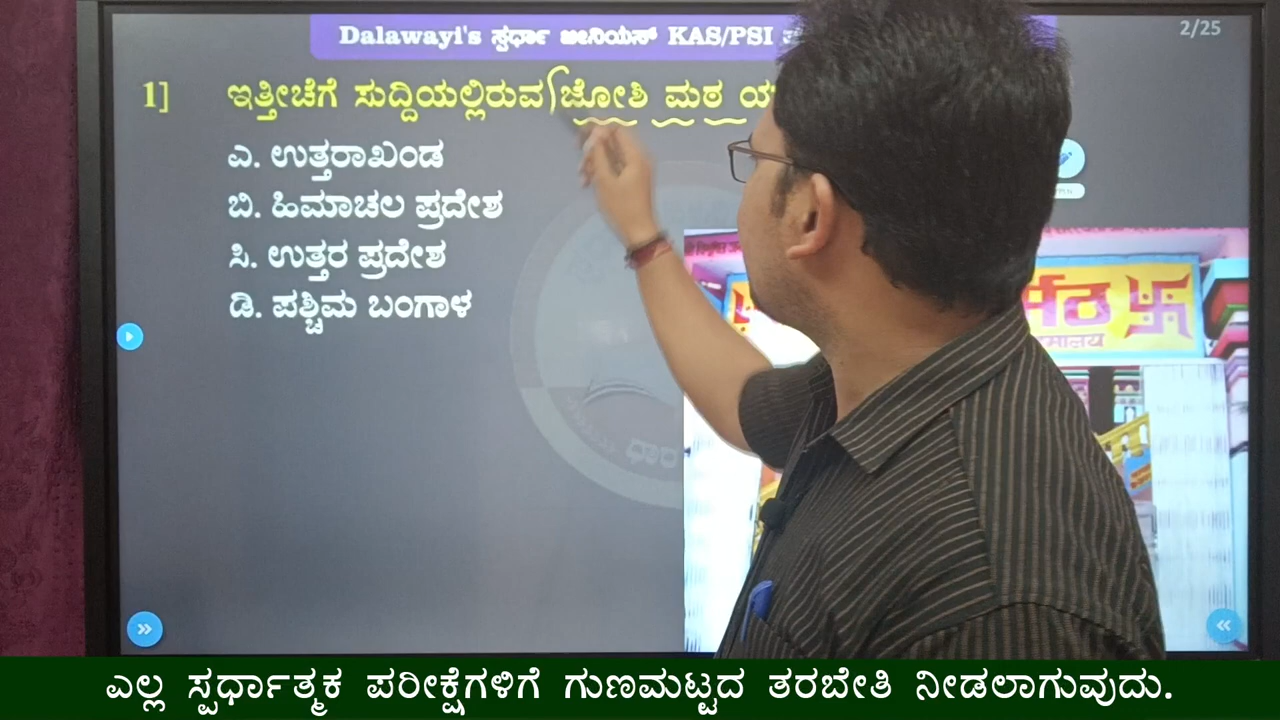 Dalawayi's ಸ್ಪರ್ಧಾ ಜೀನಿಯಸ್ KAS/PSI
2/25
1] ಇತ್ತೀಚೆಗೆ ಸುದ್ದಿಯಲ್ಲಿರುವ ಜೋಶಿ ಮಠ
ಎ. ಉತ್ತರಾಖಂಡ
ಬಿ. ಹಿಮಾಚಲ ಪ್ರದೇಶ
ಸಿ. ಉತ್ತರ ಪ್ರದೇಶ
ಡಿ. ಪಶ್ಚಿಮ ಬಂಗಾಳ
ಎಲ್ಲ ಸ್ಪರ್ಧಾತ್ಮಕ ಪರೀಕ್ಷೆಗಳಿಗೆ ಗುಣಮಟ್ಟದ ತರಬೇತಿ ನೀಡಲಾಗುವುದು.